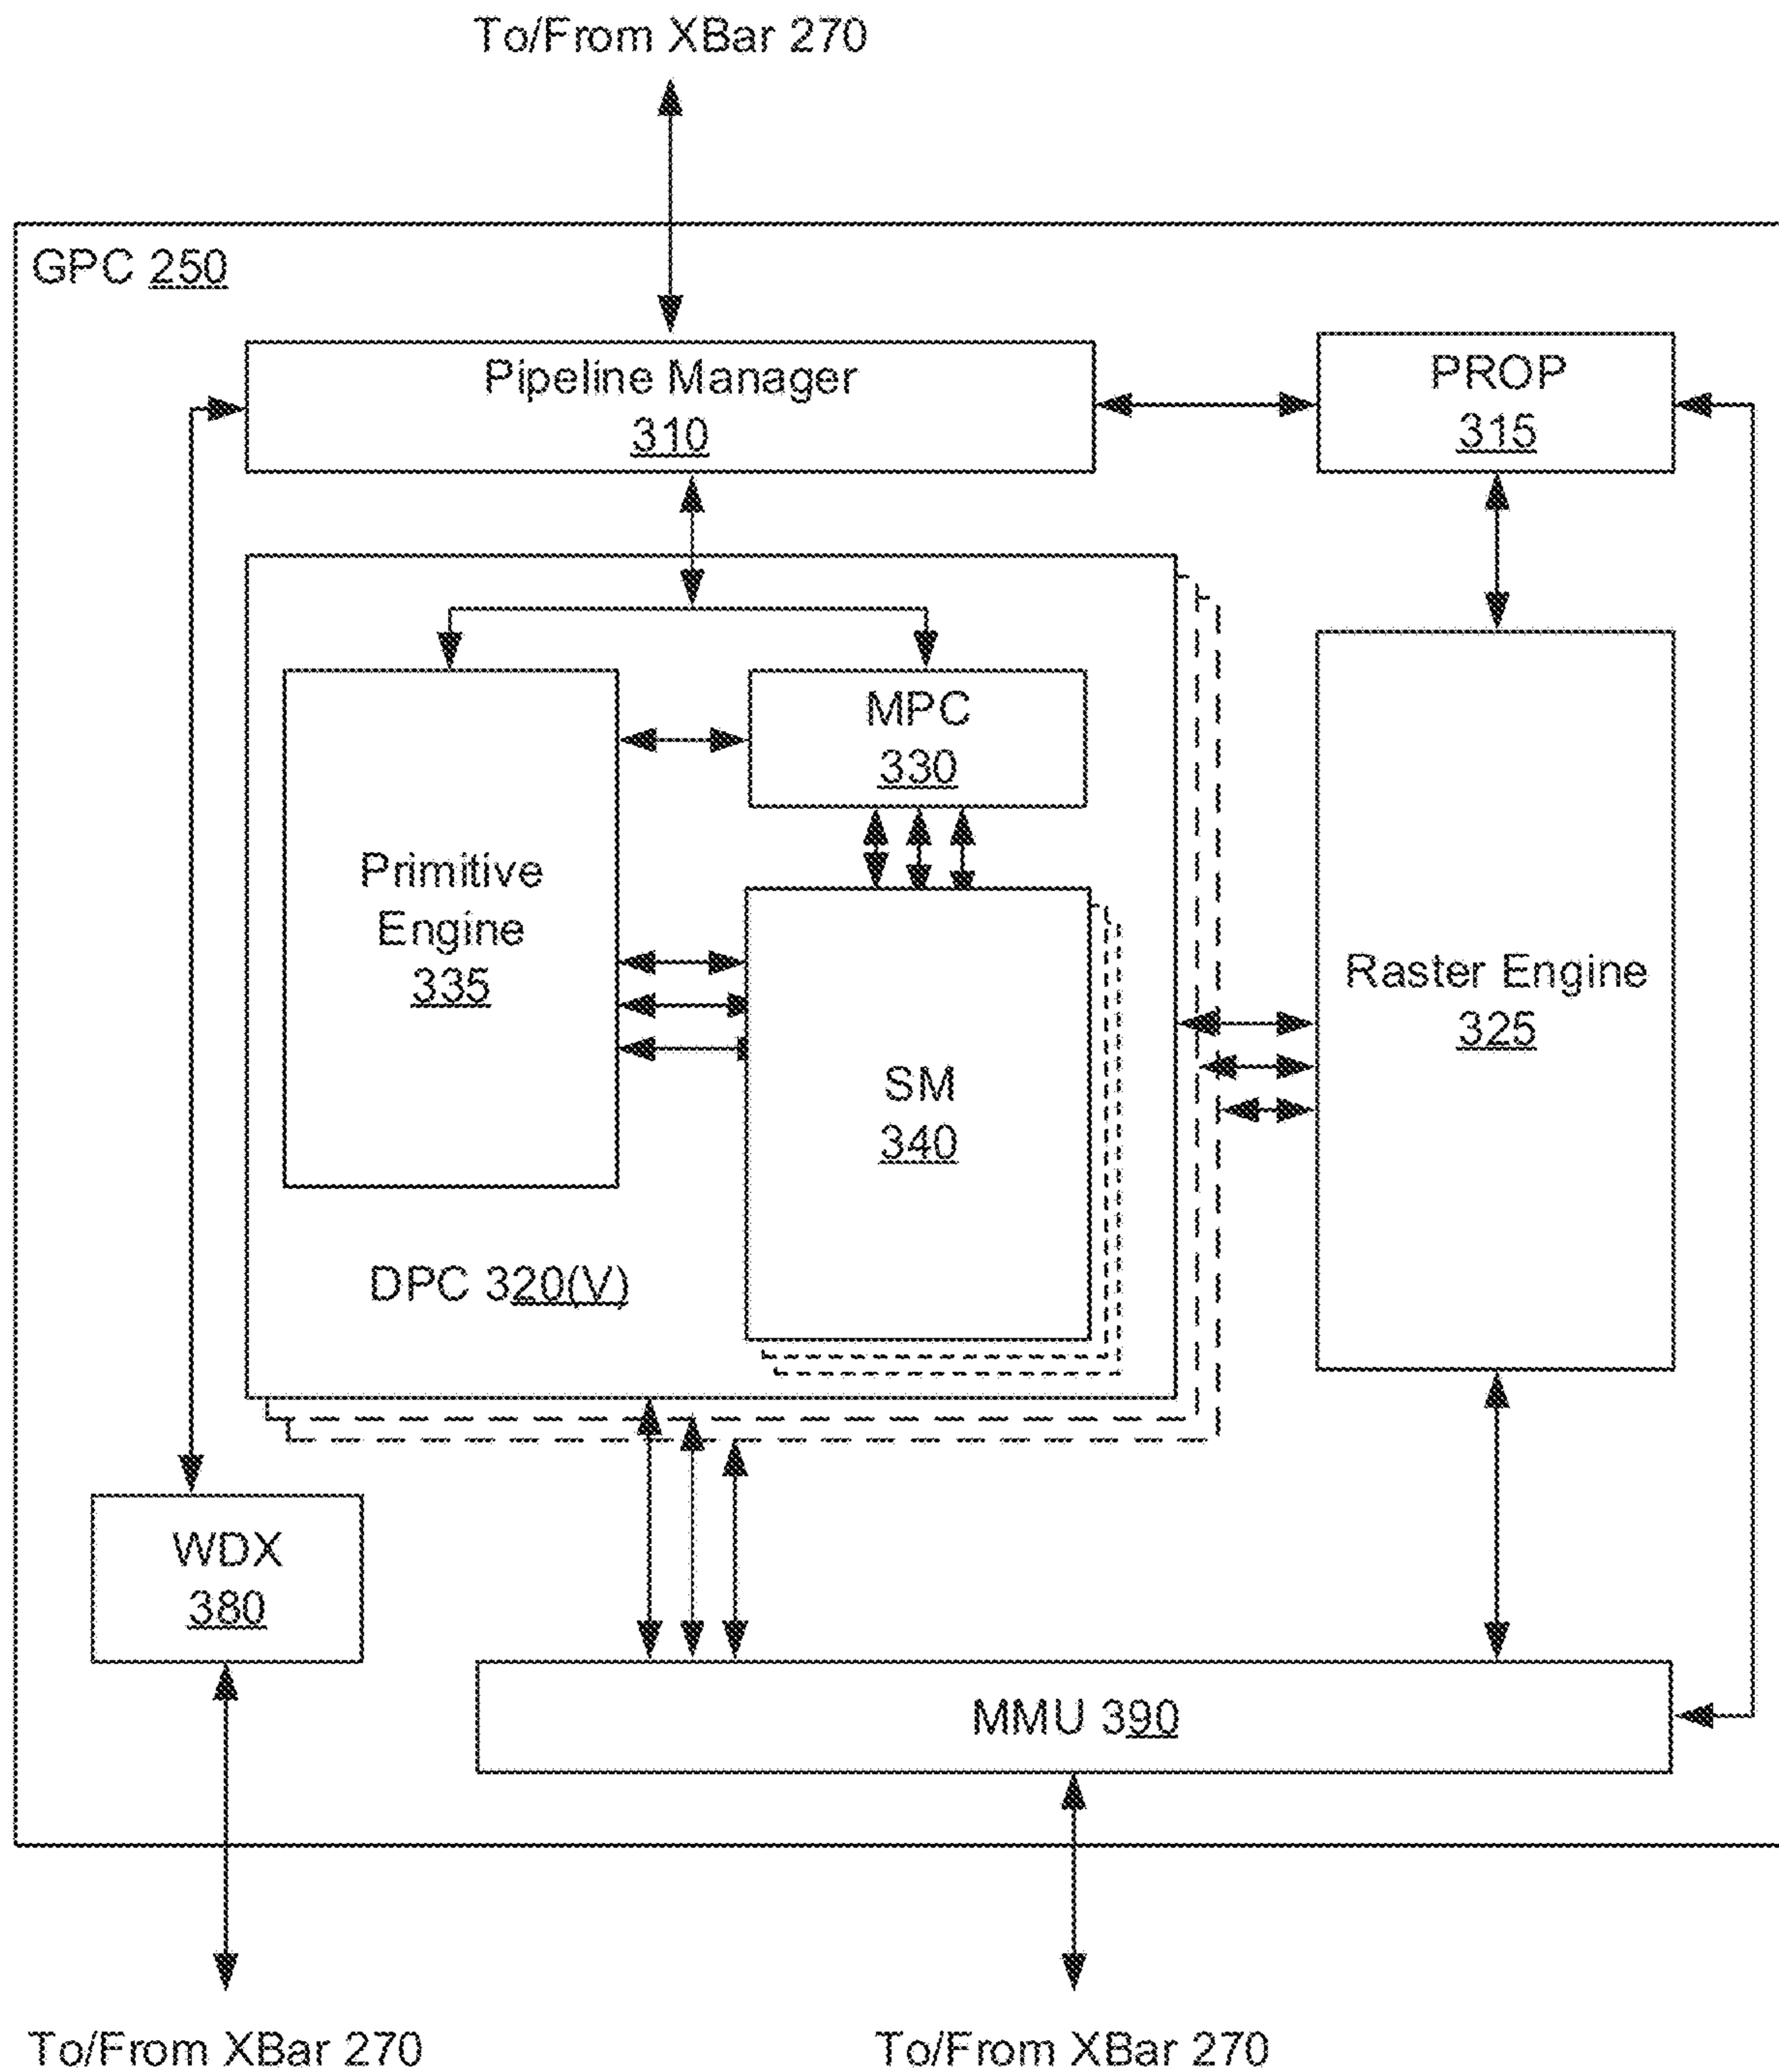 To/From XBar 270
GPC 250
Pipeline Manager
310
PROP
315
MPC
330
Primitive
Engine
335
Raster Engine
325
SM
340
DPC 320(V)
WDX
380
MMU 390
To/From XBar 270
To/From XBar 270